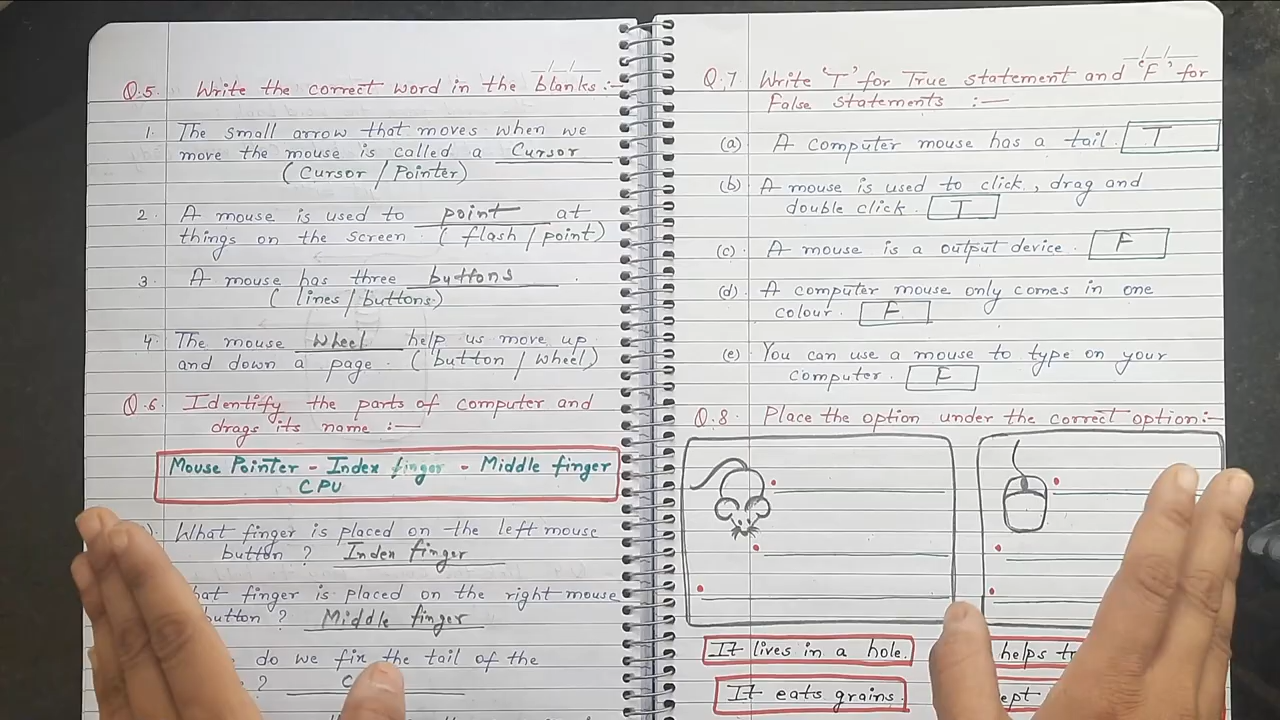 Q.5. Write the correct word in the blanks :-
1. The small arrow that moves when we
move the mouse is called a Cursor
(Cursor / Pointer)
2. A mouse is used to point at
things on the screen. (flash / point)
3. A mouse has three buttons.
(lines / buttons)
4. The mouse wheel help us move up
and down a page. (button / wheel)
Q.6. Identify the parts of computer and
drags its name :-
Mouse Pointer - Index finger - Middle finger
CPU
What finger is placed on the left mouse
button ? Index finger
hat finger is placed on the right mouse
button ? Middle finger
do we fix the tail of the
? C
Q.7 Write 'T' for True statement and 'F' for
False statements :-
(a) A computer mouse has a tail. T
(b) A mouse is used to click, drag and
double click. T
(c) A mouse is a output device. F
(d) A computer mouse only comes in one
colour. F
(e) You can use a mouse to type on your
computer. F
Q.8. Place the option under the correct option:-
It lives in a hole. helps
It eats grains. ept